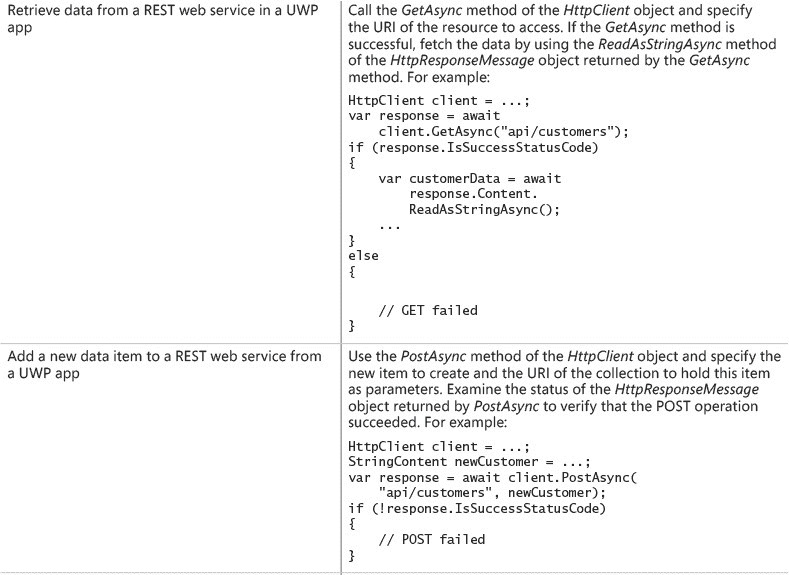 Retrieve data from a REST web service in a UWP
app
Call the GetAsync method of the HttpClient object and specify
the URI of the resource to access. If the GetAsync method is
successful, fetch the data by using the ReadAsStringAsync method
of the HttpResponseMessage object returned by the GetAsync
method. For example:
HttpClient client = ...;
var response = await
    client.GetAsync("api/customers");
if (response.IsSuccessStatusCode)
{
    var customerData = await
        response.Content.
        ReadAsStringAsync();
    ...
}
else
{
    // GET failed
}
Add a new data item to a REST web service from
a UWP app
Use the PostAsync method of the HttpClient object and specify the
new item to create and the URI of the collection to hold this item
as parameters. Examine the status of the HttpResponseMessage
object returned by PostAsync to verify that the POST operation
succeeded. For example:
HttpClient client = ...;
StringContent newCustomer = ...;
var response = await client.PostAsync(
    "api/customers", newCustomer);
if (!response.IsSuccessStatusCode)
{
    // POST failed
}